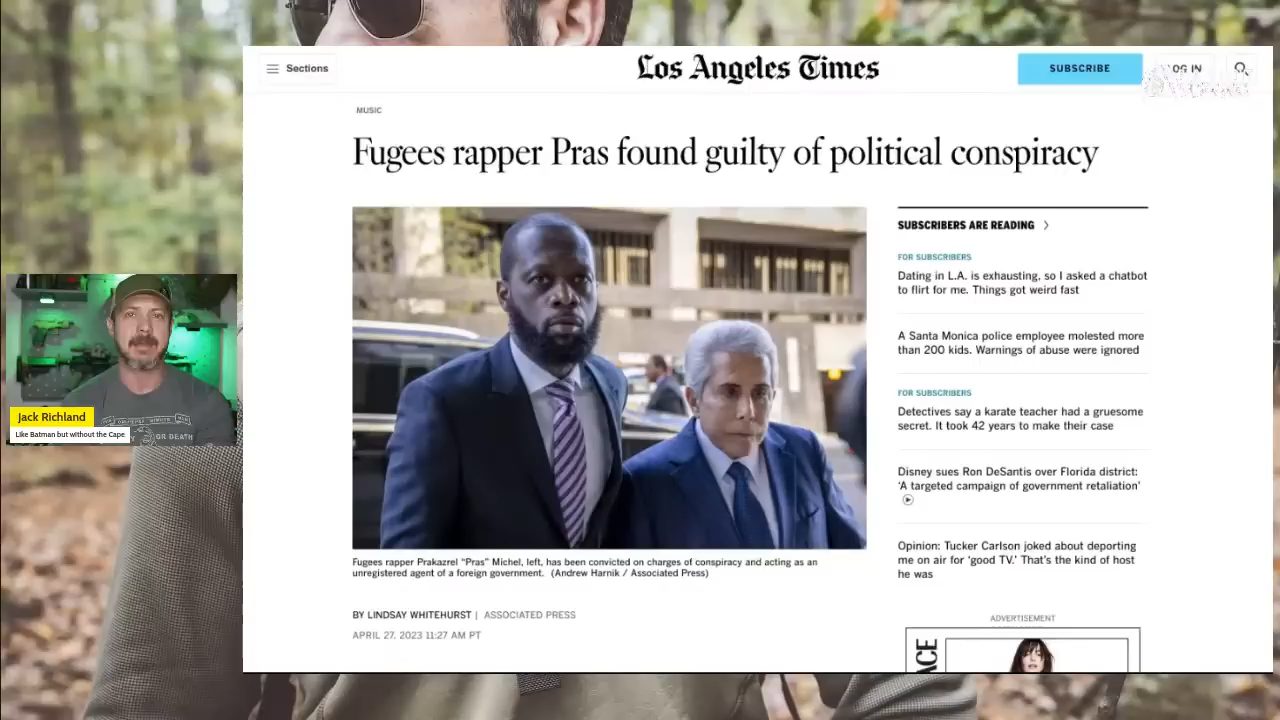 Sections
Los Angeles Times
SUBSCRIBE
LOG IN
MUSIC
Fugees rapper Pras found guilty of political conspiracy
Fugees rapper Prakazrel “Pras” Michel, left, has been convicted on charges of conspiracy and acting as an
unregistered agent of a foreign government. (Andrew Harnik / Associated Press)
BY LINDSAY WHITEHURST | ASSOCIATED PRESS
APRIL 27, 2023 11:27 AM PT
SUBSCRIBERS ARE READING
FOR SUBSCRIBERS
Dating in L.A. is exhausting, so I asked a chatbot
to flirt for me. Things got weird fast
A Santa Monica police employee molested more
than 200 kids. Warnings of abuse were ignored
FOR SUBSCRIBERS
Detectives say a karate teacher had a gruesome
secret. It took 42 years to make their case
Disney sues Ron DeSantis over Florida district:
‘A targeted campaign of government retaliation’
Opinion: Tucker Carlson joked about deporting
me on air for ‘good TV.’ That’s the kind of host
he was
ADVERTISEMENT
ACE
OR DEATH
Jack Richland
Like Batman but without the Cape